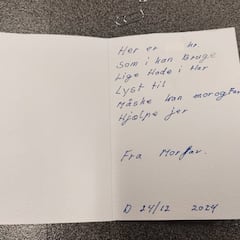 Her er kr.
Som i kan Bruge
Lige Hode i Har
Lyst til
Måske kan morogFar
Hjælpe jer
Fra Morfar.
D 24/12 2024